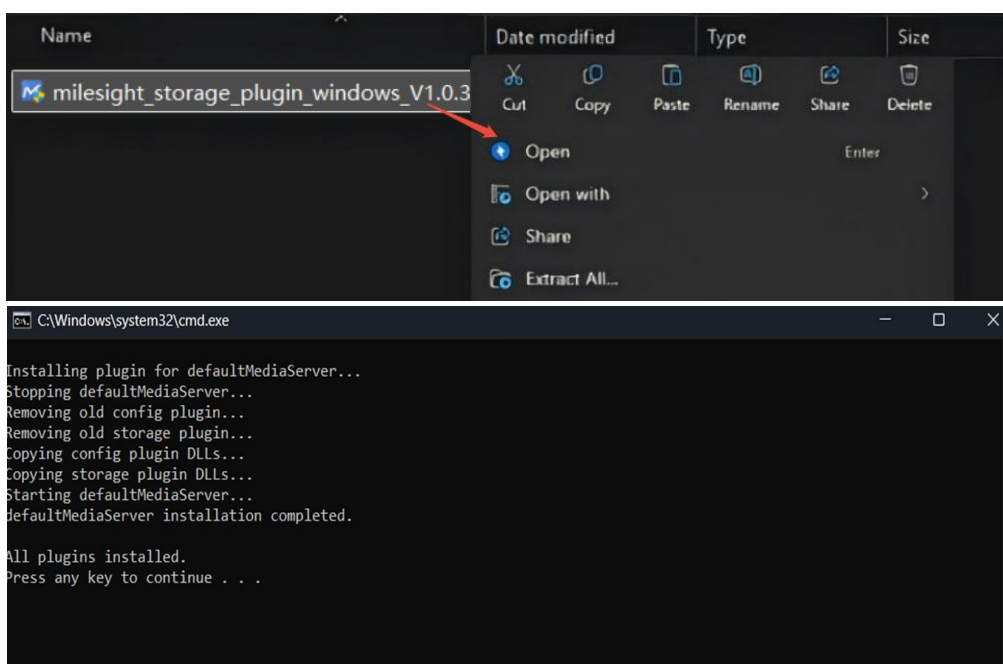 Name Date modified Type Size
milesight_storage_plugin_windows_V1.0.3
Cut Copy Paste Rename Share Delete
Open Enter
Open with
Share
Extract All...
C:\Windows\system32\cmd.exe
Installing plugin for defaultMediaServer...
Stopping defaultMediaServer...
Removing old config plugin...
Removing old storage plugin...
Copying config plugin DLLs...
Copying storage plugin DLLs...
Starting defaultMediaServer...
defaultMediaServer installation completed.
All plugins installed.
Press any key to continue . . .